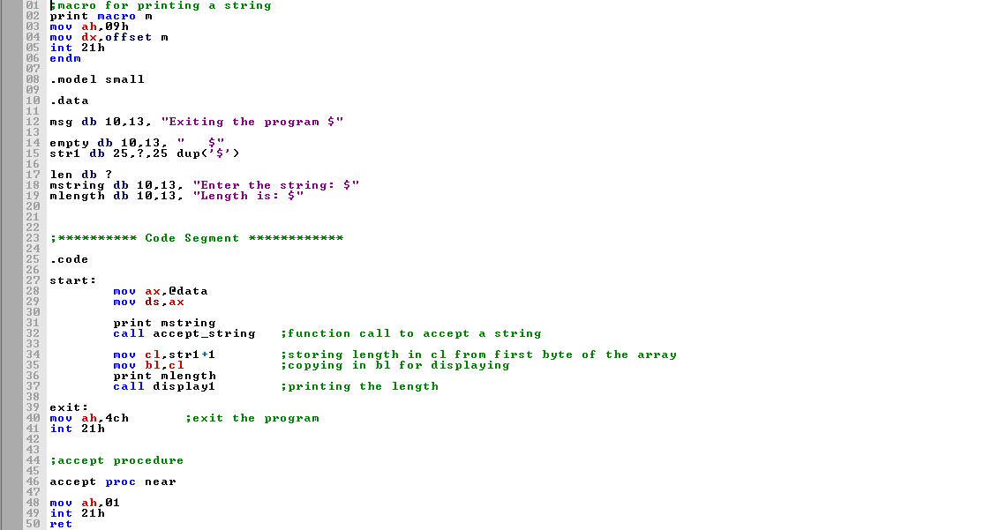 01 ;macro for printing a string
02 print macro m
03 mov ah,09h
04 mov dx,offset m
05 int 21h
06 endm
07
08 .model small
09
10 .data
11
12 msg db 10,13, "Exiting the program $"
13
14 empty db 10,13, "   $"
15 str1 db 25,?,25 dup('$')
16
17 len db ?
18 mstring db 10,13, "Enter the string: $"
19 mlength db 10,13, "Length is: $"
20
21
22
23 ;********** Code Segment ************
24
25 .code
26
27 start:
28         mov ax,@data
29         mov ds,ax
30
31         print mstring
32         call accept_string   ;function call to accept a string
33
34         mov cl,str1+1        ;storing length in cl from first byte of the array
35         mov bl,cl            ;copying in bl for displaying
36         print mlength
37         call display1        ;printing the length
38
39 exit:
40 mov ah,4ch       ;exit the program
41 int 21h
42
43
44 ;accept procedure
45
46 accept proc near
47
48 mov ah,01
49 int 21h
50 ret